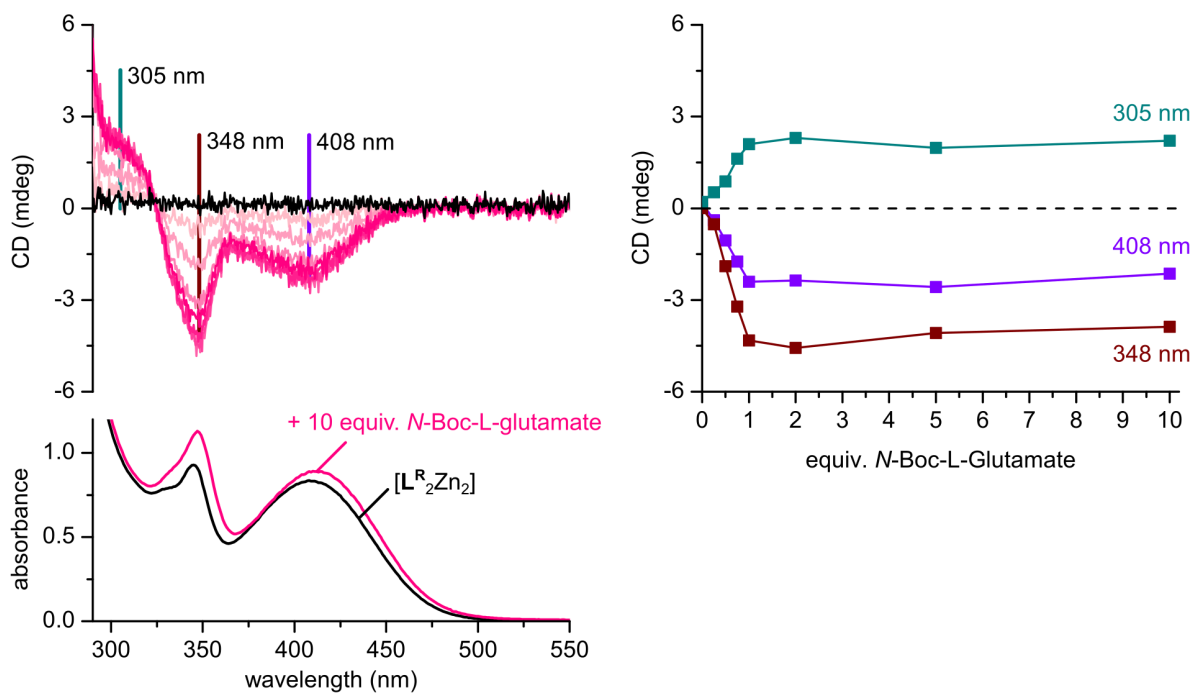 6
3
0
-3
-6
CD (mdeg)
305 nm
348 nm
408 nm
1.0
0.5
0.0
absorbance
+ 10 equiv. N-Boc-L-glutamate
[L^R_2Zn_2]
300 350 400 450 500 550
wavelength (nm)
6
3
0
-3
-6
CD (mdeg)
305 nm
408 nm
348 nm
0 1 2 3 4 5 6 7 8 9 10
equiv. N-Boc-L-Glutamate